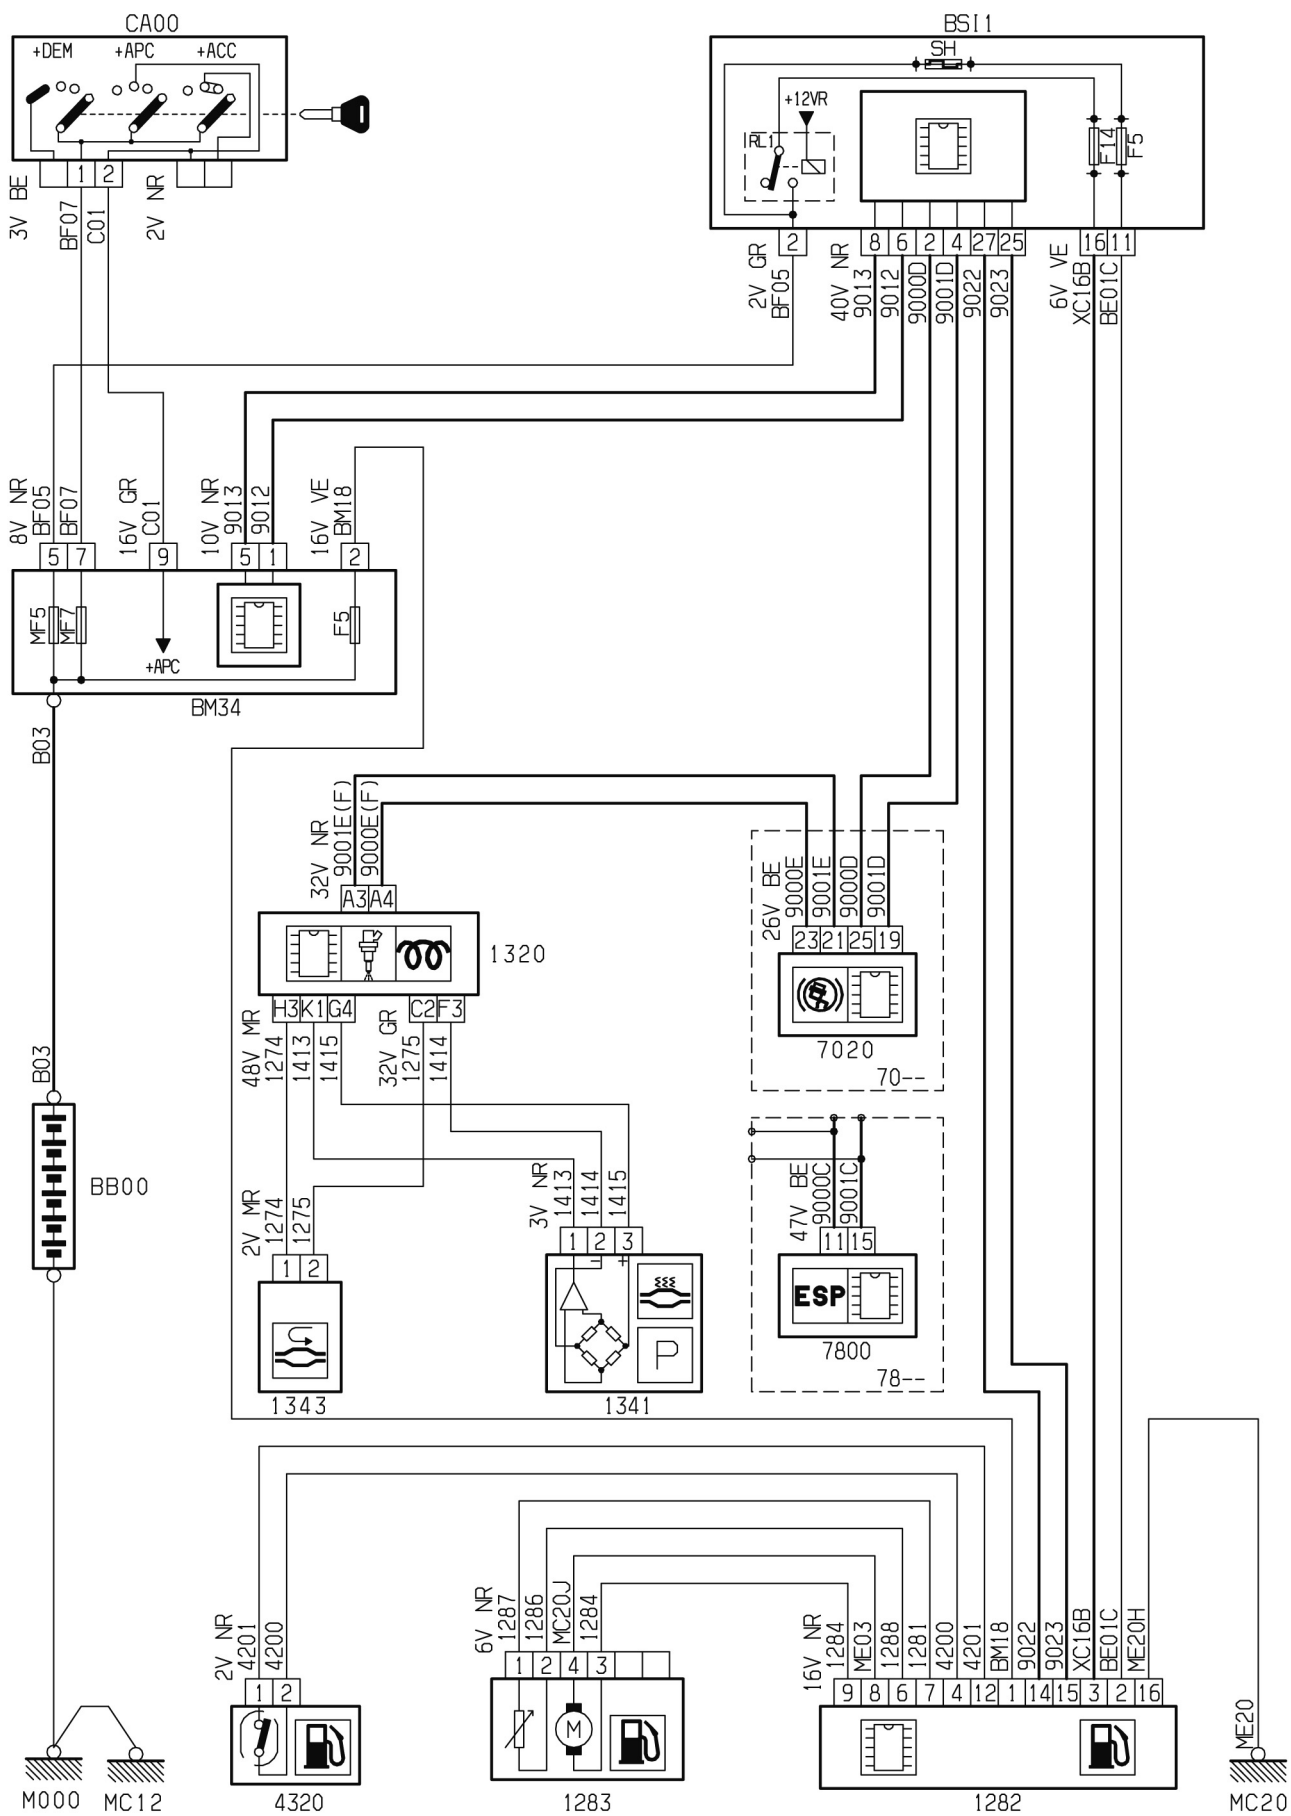 CA00
+DEM +APC +ACC
1 2
3V BE
BF07
C01
2V NR
BSI1
SH
+12VR
RL1
F14
F5
2 8 6 2 4 27 25 16 11
2V GR
BF05
40V NR
9013
9012
9000D
9001D
9022
9023
6V VE
XC16B
BE01C
8V NR
BF05
BF07
16V GR
C01
10V NR
9013
9012
16V VE
BM18
5 7 9 5 1 2
MF5
MF7
F5
+APC
BM34
B03
B03
BB00
32V NR
9001E(F)
9000E(F)
A3 A4
1320
H3 K1 G4 C2 F3
48V MR
1274
1413
1415
32V GR
1275
1414
26V BE
9000E
9001E
9000D
9001D
23 21 25 19
7020
70--
47V BE
9000C
9001C
11 15
ESP
7800
78--
2V MR
1274
1275
1 2
1343
3V NR
1413
1414
1415
1 2 3
- +
P
1341
2V NR
4201
4200
1 2
4320
6V NR
1287
1286
MC20J
1284
1 2 4 3
M
1283
16V NR
1284
ME03
1288
1281
4200
4201
BM18
9022
9023
XC16B
BE01C
ME20H
9 8 6 7 4 12 1 14 15 3 2 16
1282
ME20
MC20
M000
MC12